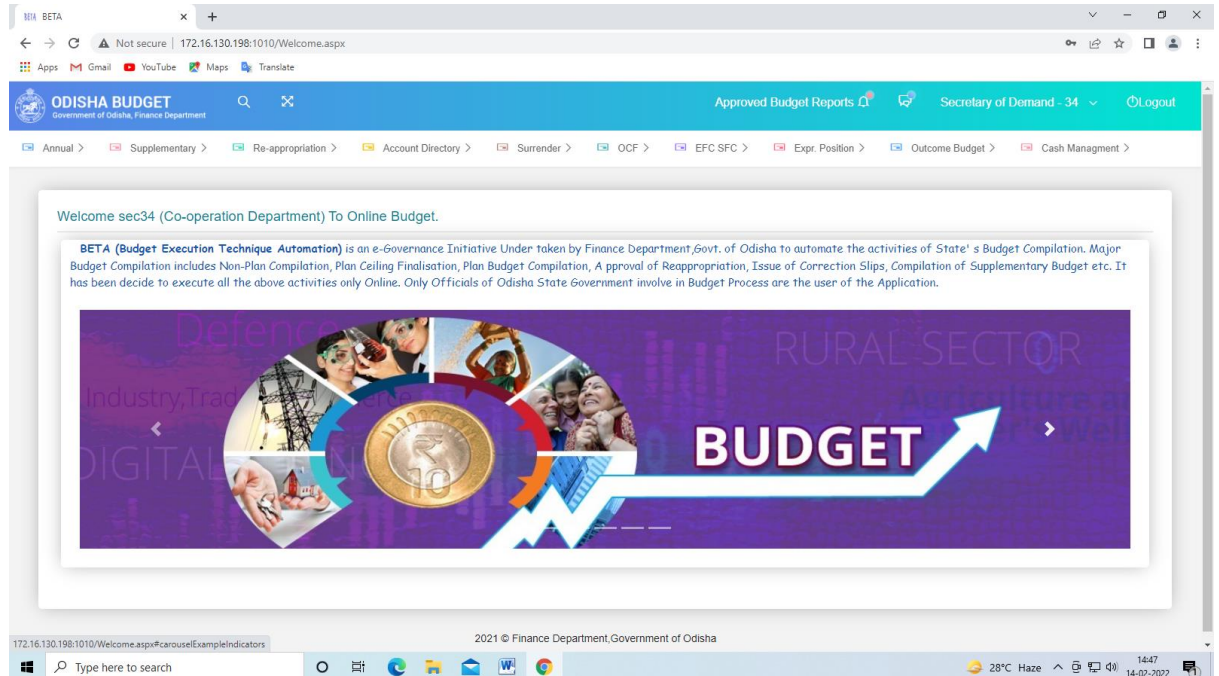 BETA BETA
Not secure | 172.16.130.198:1010/Welcome.aspx
Apps Gmail YouTube Maps Translate
ODISHA BUDGET
Government of Odisha, Finance Department
Approved Budget Reports Secretary of Demand - 34 Logout
Annual > Supplementary > Re-appropriation > Account Directory > Surrender > OCF > EFC SFC > Expr. Position > Outcome Budget > Cash Managment >
Welcome sec34 (Co-operation Department) To Online Budget.
BETA (Budget Execution Technique Automation) is an e-Governance Initiative Under taken by Finance Department,Govt. of Odisha to automate the activities of State' s Budget Compilation. Major
Budget Compilation includes Non-Plan Compilation, Plan Ceiling Finalisation, Plan Budget Compilation, A pproval of Reappropriation, Issue of Correction Slips, Compilation of Supplementary Budget etc. It
has been decide to execute all the above activities only Online. Only Officials of Odisha State Government involve in Budget Process are the user of the Application.
Defence
RURAL SECTOR
Industry,Trad
10
BUDGET
DIGITAL
2021 © Finance Department,Government of Odisha
172.16.130.198:1010/Welcome.aspx#carouselExampleIndicators
Type here to search
28°C Haze
14:47
14-02-2022